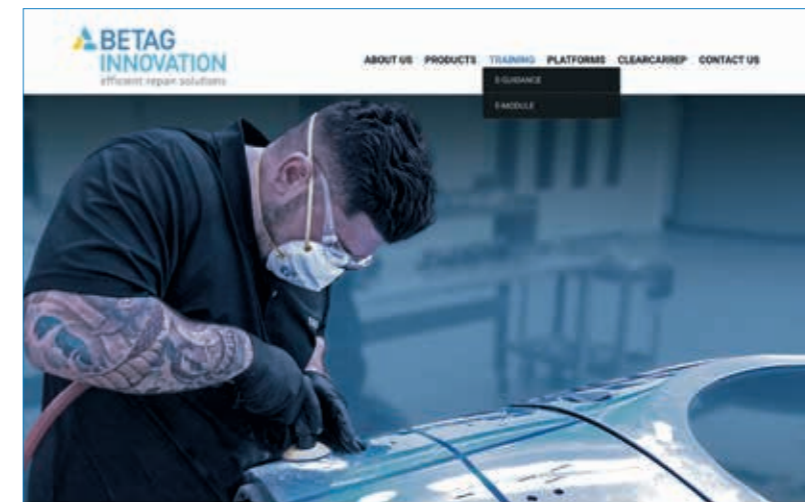 BETAG
INNOVATION
efficient repair solutions
ABOUT US PRODUCTS TRAINING PLATFORMS CLEARCARREP CONTACT US
E-GUIDANCE
E-MODULE